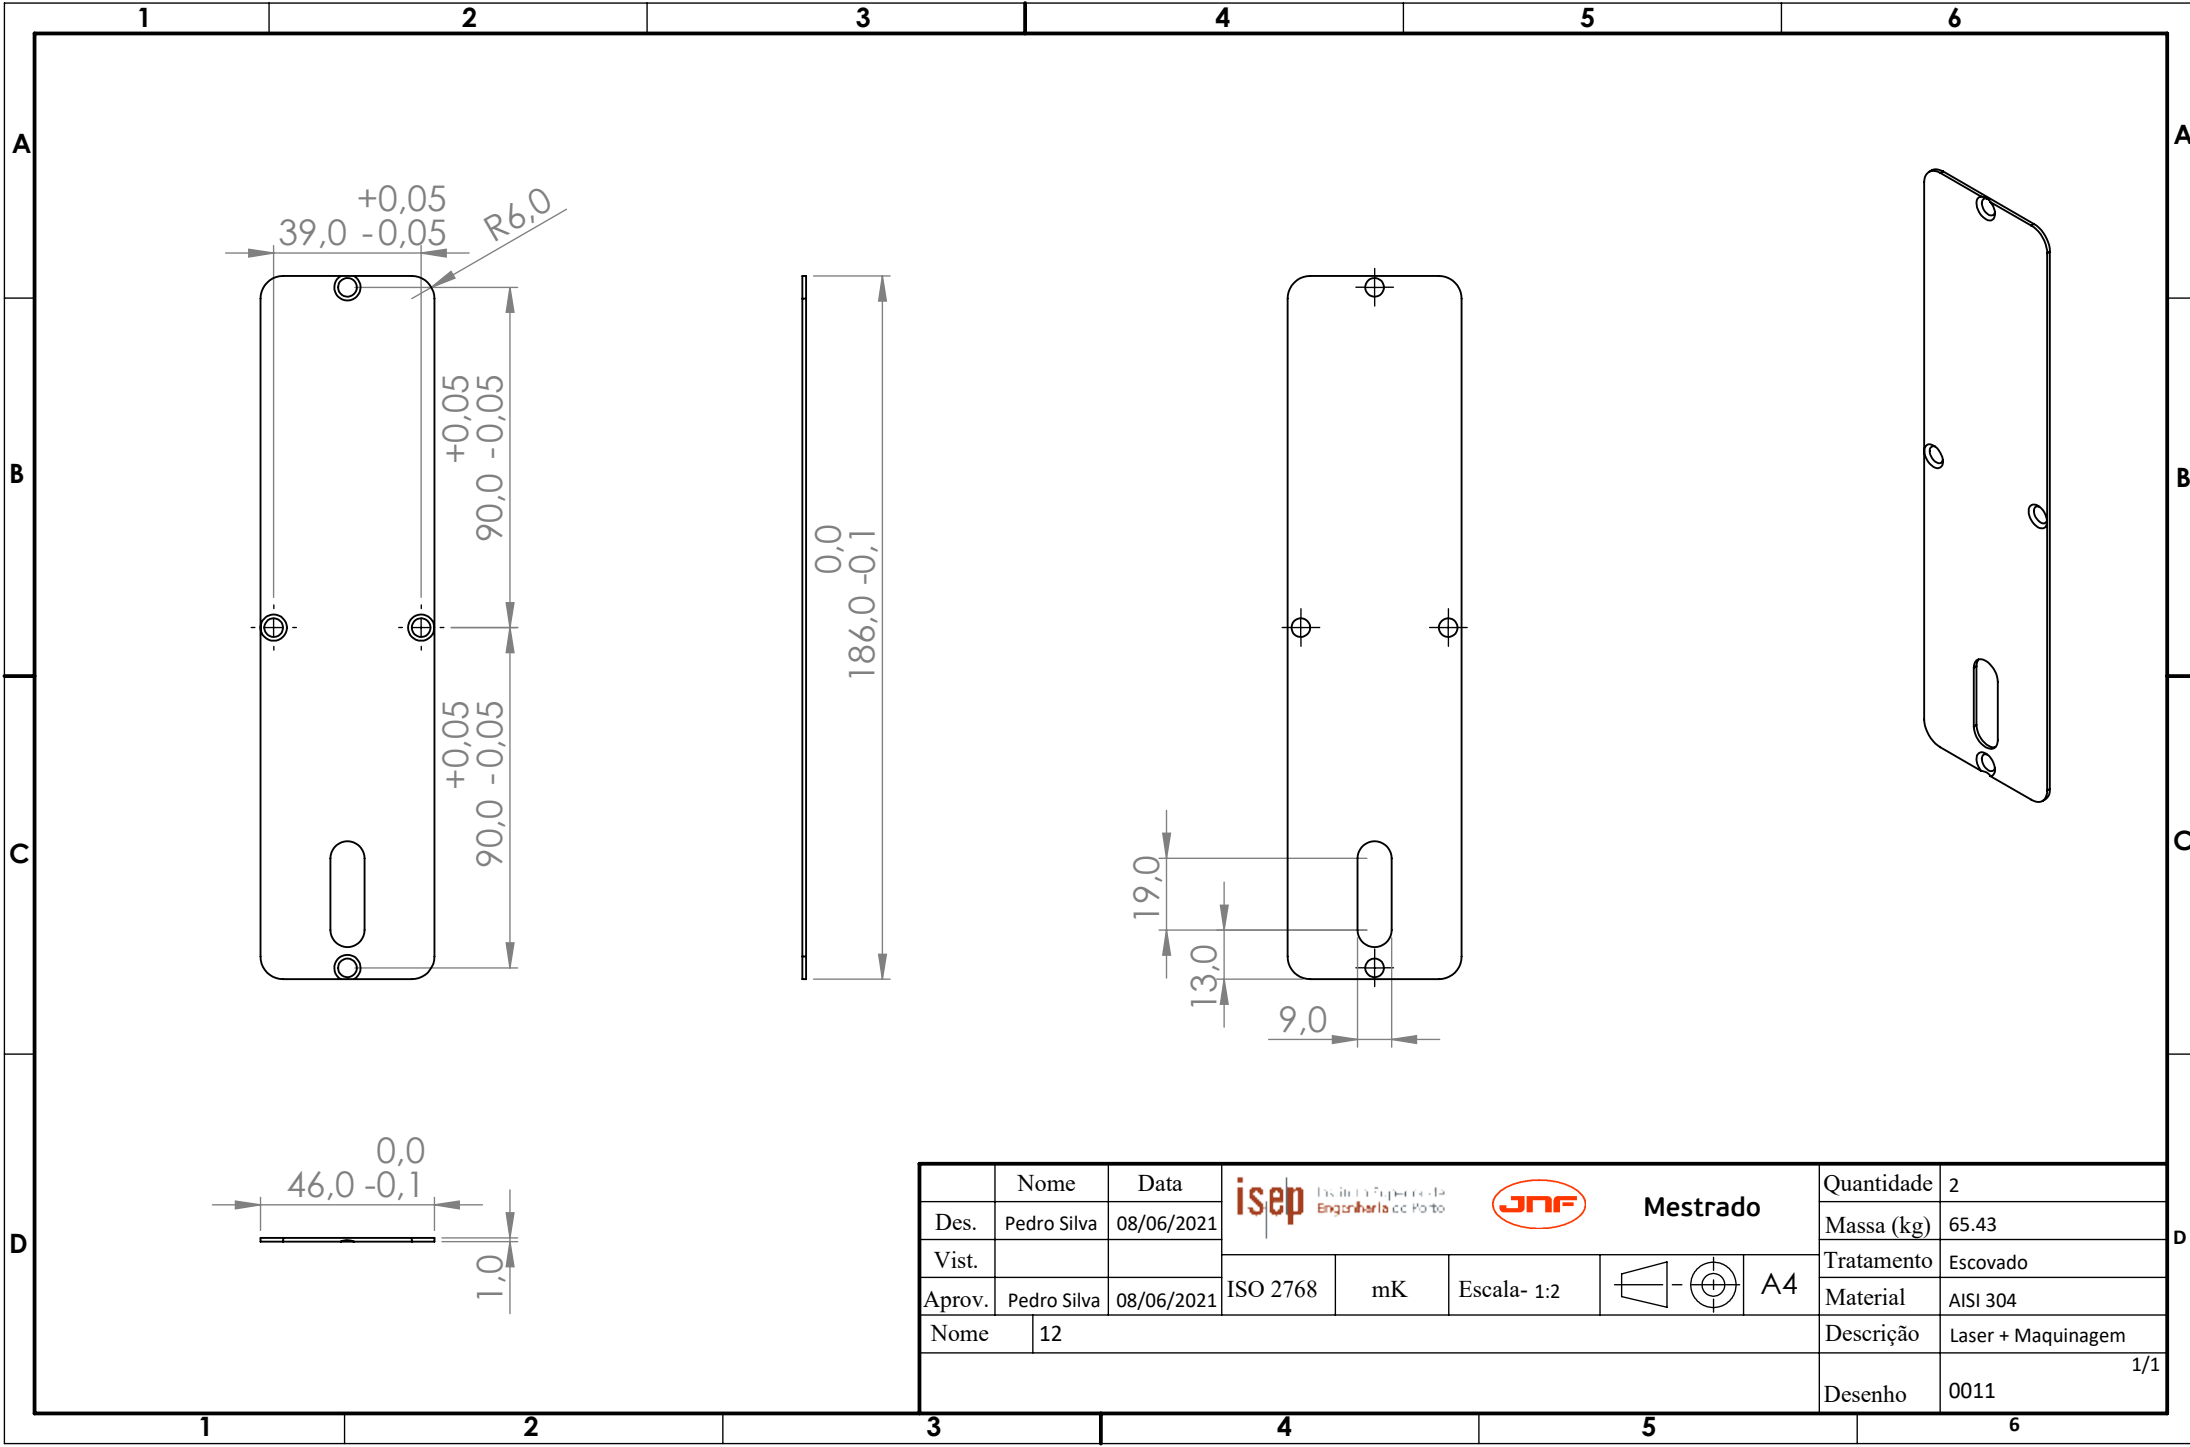 1 2 3 4 5 6
A A
B B
C C
D D
+0,05
39,0 -0,05
R6,0
+0,05
90,0 -0,05
+0,05
90,0 -0,05
0,0
186,0 -0,1
19,0
13,0
9,0
0,0
46,0 -0,1
1,0
Nome Data
Des. Pedro Silva 08/06/2021
Vist.
Aprov. Pedro Silva 08/06/2021
Nome 12
isep
Engenharia do Porto
JNF
Mestrado
ISO 2768 mK Escala- 1:2 A4
Quantidade 2
Massa (kg) 65.43
Tratamento Escovado
Material AISI 304
Descrição Laser + Maquinagem
1/1
Desenho 0011
1 2 3 4 5 6